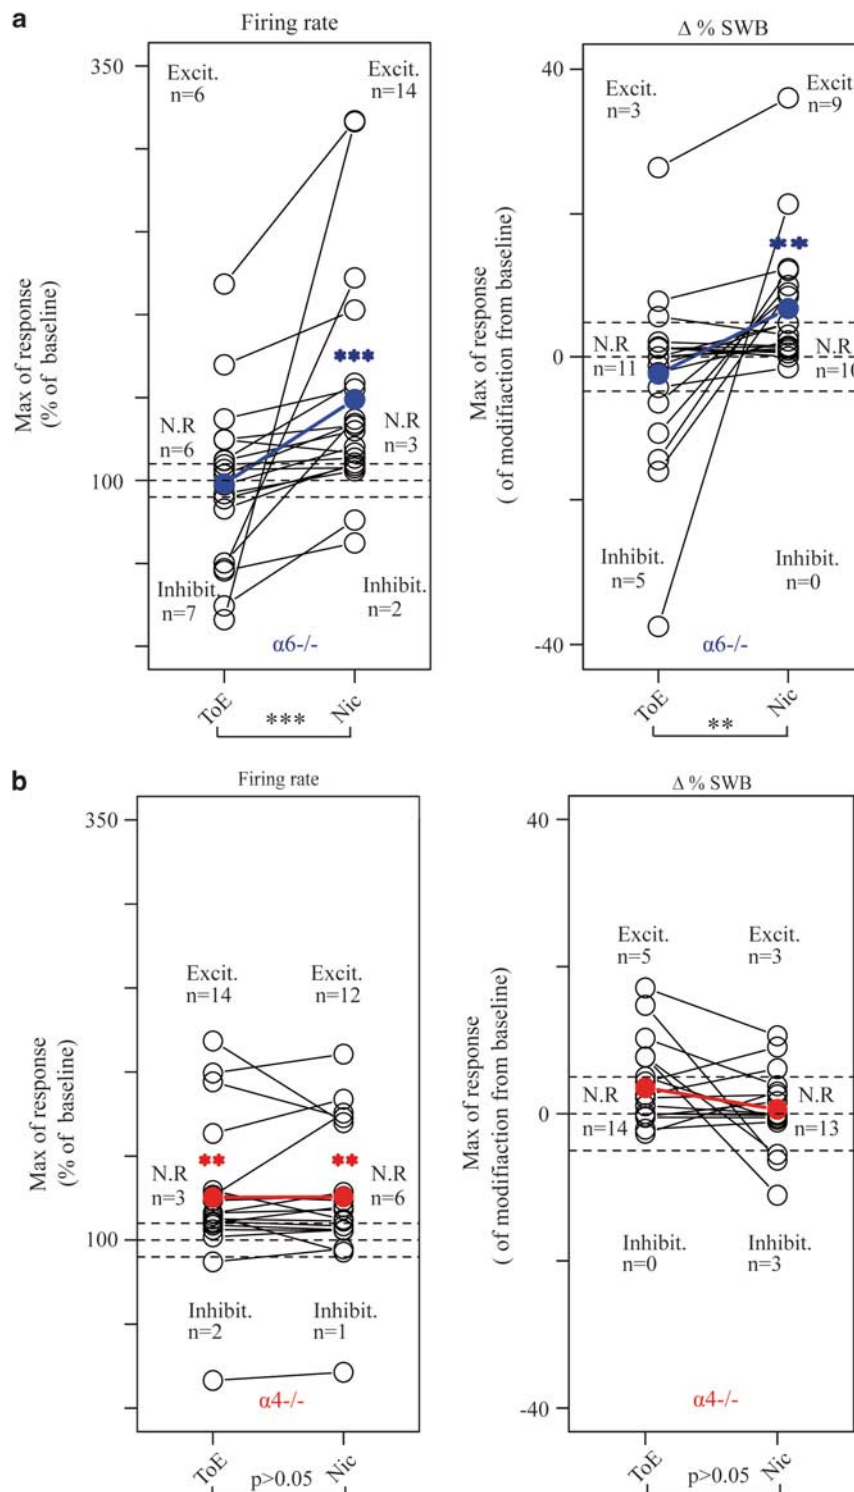 a
Firing rate
Δ % SWB
350
Excit.
n=6
Excit.
n=14
40
Excit.
n=3
Excit
n=9
Max of response
(% of baseline)
Max of response
( of modifiaction from baseline)
***
**
N.R
n=6
N.R
n=3
100
N.R
n=11
0
N.R
n=10
Inhibit.
n=7
Inhibit.
n=2
Inhibit.
n=5
Inhibit.
n=0
-40
α6-/-
α6-/-
ToE
Nic
ToE
Nic
***
**
b
Firing rate
Δ % SWB
350
40
Max of response
(% of baseline)
Max of response
( of modifiaction from baseline)
Excit.
n=14
Excit.
n=12
Excit.
n=5
Excit.
n=3
**
**
N.R
n=3
N.R
n=6
N.R
n=14
N.R
n=13
100
0
Inhibit.
n=2
Inhibit.
n=1
Inhibit.
n=0
Inhibit.
n=3
α4-/-
α4-/-
-40
ToE
Nic
ToE
Nic
p>0.05
p>0.05